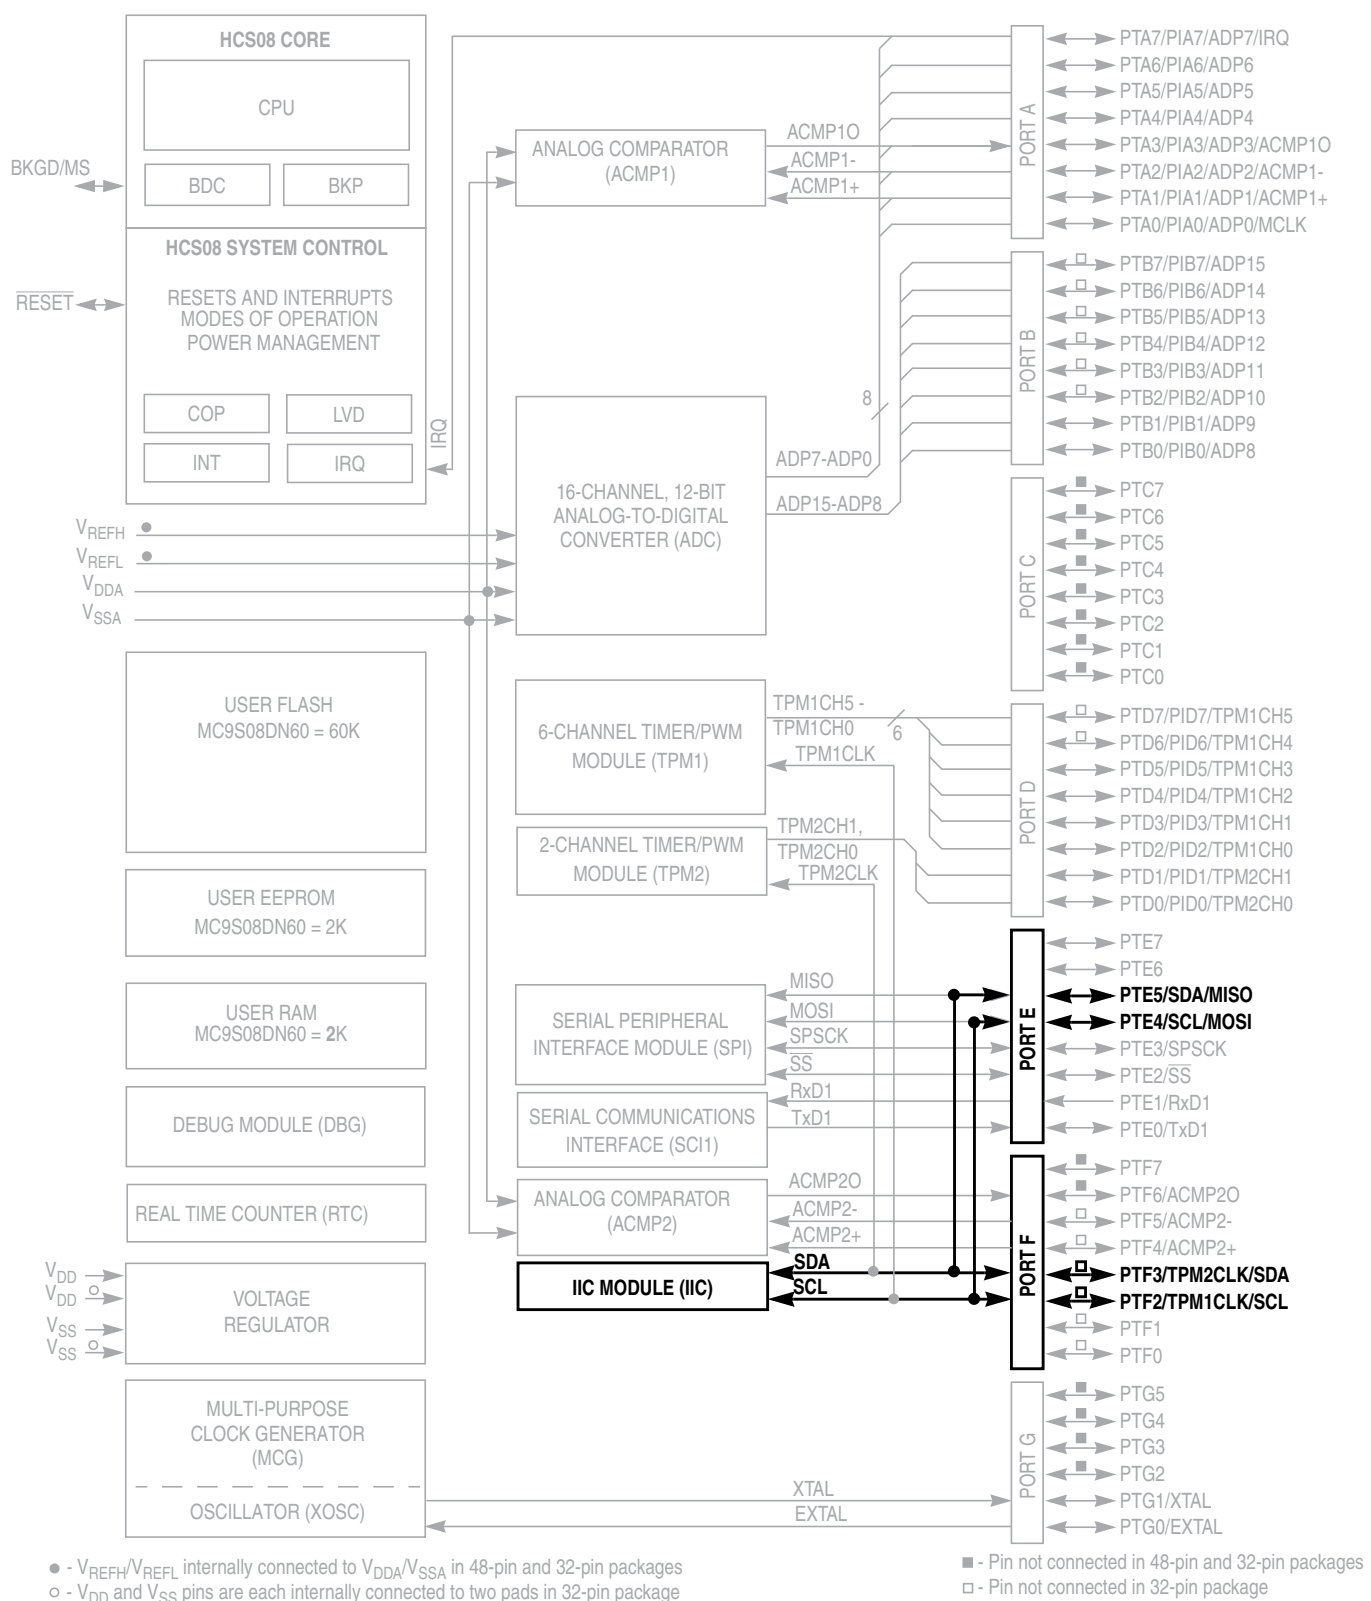 HCS08 CORE
CPU
BDC
BKP
BKGD/MS
HCS08 SYSTEM CONTROL
RESETS AND INTERRUPTS
MODES OF OPERATION
POWER MANAGEMENT
RESET
COP
LVD
INT
IRQ
IRQ
VREFH
VREFL
VDDA
VSSA
USER FLASH
MC9S08DN60 = 60K
USER EEPROM
MC9S08DN60 = 2K
USER RAM
MC9S08DN60 = 2K
DEBUG MODULE (DBG)
REAL TIME COUNTER (RTC)
VDD
VDD
VSS
VSS
VOLTAGE
REGULATOR
MULTI-PURPOSE
CLOCK GENERATOR
(MCG)
OSCILLATOR (XOSC)
ANALOG COMPARATOR
(ACMP1)
ACMP1O
ACMP1-
ACMP1+
16-CHANNEL, 12-BIT
ANALOG-TO-DIGITAL
CONVERTER (ADC)
8
ADP7-ADP0
ADP15-ADP8
6-CHANNEL TIMER/PWM
MODULE (TPM1)
TPM1CH5 -
TPM1CH0
6
TPM1CLK
2-CHANNEL TIMER/PWM
MODULE (TPM2)
TPM2CH1,
TPM2CH0
TPM2CLK
SERIAL PERIPHERAL
INTERFACE MODULE (SPI)
MISO
MOSI
SPSCK
SS
SERIAL COMMUNICATIONS
INTERFACE (SCI1)
RxD1
TxD1
ANALOG COMPARATOR
(ACMP2)
ACMP2O
ACMP2-
ACMP2+
IIC MODULE (IIC)
SDA
SCL
XTAL
EXTAL
PORT A
PTA7/PIA7/ADP7/IRQ
PTA6/PIA6/ADP6
PTA5/PIA5/ADP5
PTA4/PIA4/ADP4
PTA3/PIA3/ADP3/ACMP1O
PTA2/PIA2/ADP2/ACMP1-
PTA1/PIA1/ADP1/ACMP1+
PTA0/PIA0/ADP0/MCLK
PORT B
PTB7/PIB7/ADP15
PTB6/PIB6/ADP14
PTB5/PIB5/ADP13
PTB4/PIB4/ADP12
PTB3/PIB3/ADP11
PTB2/PIB2/ADP10
PTB1/PIB1/ADP9
PTB0/PIB0/ADP8
PORT C
PTC7
PTC6
PTC5
PTC4
PTC3
PTC2
PTC1
PTC0
PORT D
PTD7/PID7/TPM1CH5
PTD6/PID6/TPM1CH4
PTD5/PID5/TPM1CH3
PTD4/PID4/TPM1CH2
PTD3/PID3/TPM1CH1
PTD2/PID2/TPM1CH0
PTD1/PID1/TPM2CH1
PTD0/PID0/TPM2CH0
PORT E
PTE7
PTE6
PTE5/SDA/MISO
PTE4/SCL/MOSI
PTE3/SPSCK
PTE2/SS
PTE1/RxD1
PTE0/TxD1
PORT F
PTF7
PTF6/ACMP2O
PTF5/ACMP2-
PTF4/ACMP2+
PTF3/TPM2CLK/SDA
PTF2/TPM1CLK/SCL
PTF1
PTF0
PORT G
PTG5
PTG4
PTG3
PTG2
PTG1/XTAL
PTG0/EXTAL
● - VREFH/VREFL internally connected to VDDA/VSSA in 48-pin and 32-pin packages
○ - VDD and VSS pins are each internally connected to two pads in 32-pin package
■ - Pin not connected in 48-pin and 32-pin packages
□ - Pin not connected in 32-pin package